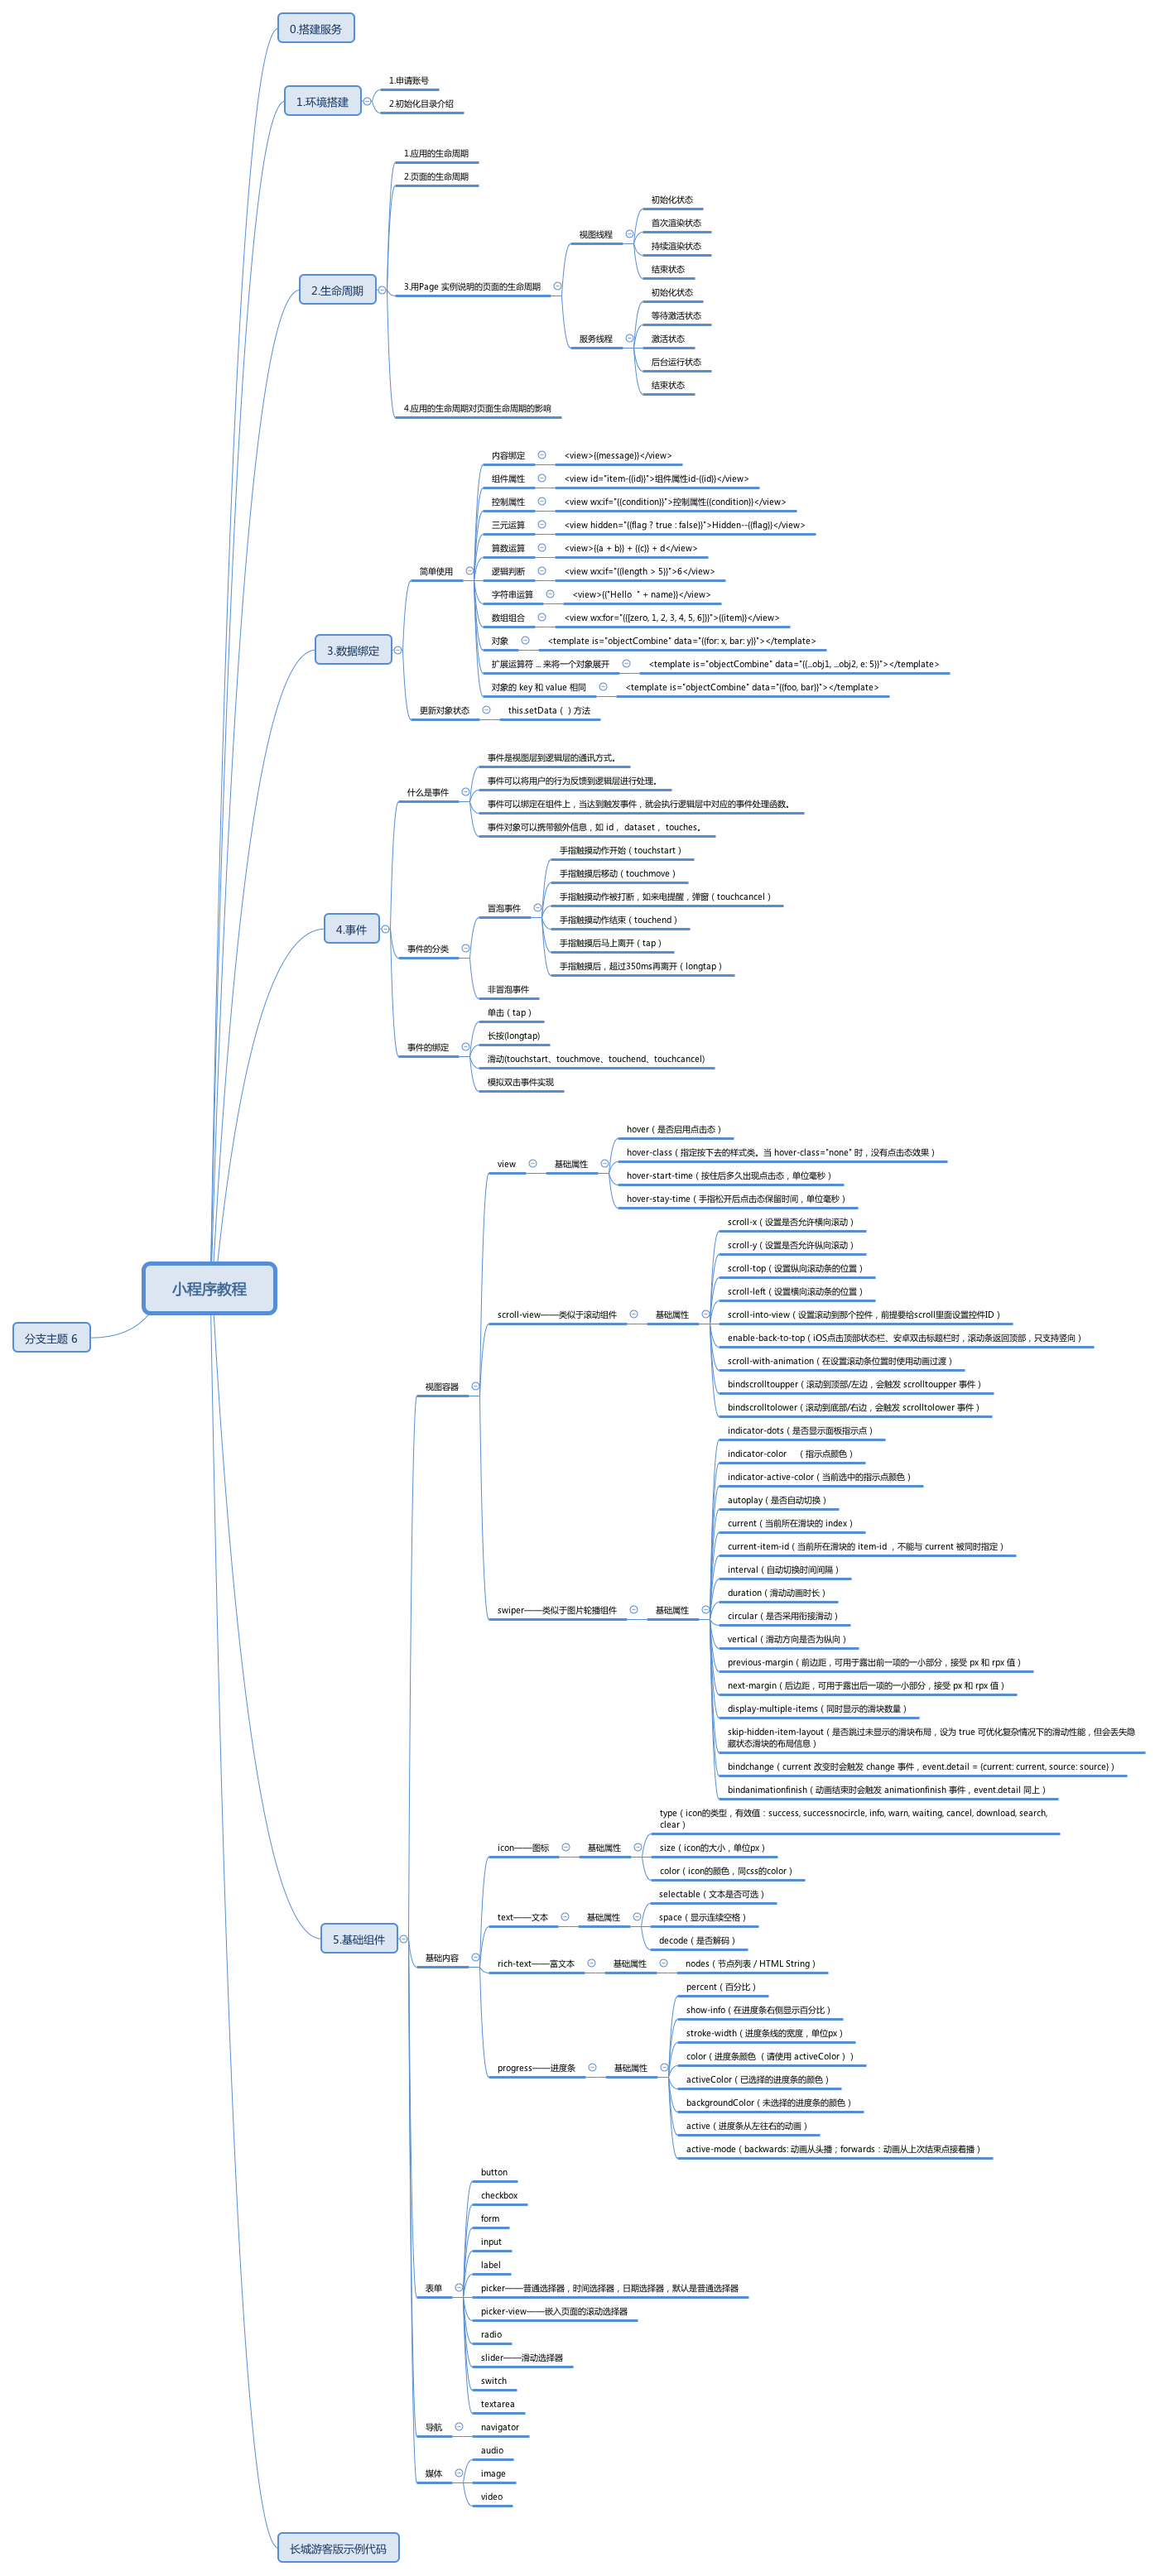 0.搭建服务
1.环境搭建
1.申请账号
2.初始化目录介绍
2.生命周期
1.应用的生命周期
2.页面的生命周期
3.用Page 实例说明的页面的生命周期
视图线程
初始化状态
首次渲染状态
持续渲染状态
结束状态
服务线程
初始化状态
等待激活状态
激活状态
后台运行状态
结束状态
4.应用的生命周期对页面生命周期的影响
3.数据绑定
简单使用
内容绑定
<view>{{message}}</view>
组件属性
<view id="item-{{id}}">组件属性id-{{id}}</view>
控制属性
<view wx:if="{{condition}}">控制属性{{condition}}</view>
三元运算
<view hidden="{{flag ? true : false}}">Hidden--{{flag}}</view>
算数运算
<view>{{a + b}} + {{c}} + d</view>
逻辑判断
<view wx:if="{{length > 5}}">6</view>
字符串运算
<view>{{"Hello  " + name}}</view>
数组组合
<view wx:for="{{[zero, 1, 2, 3, 4, 5, 6]}}">{{item}}</view>
对象
<template is="objectCombine" data="{{for: x, bar: y}}"></template>
扩展运算符 ... 来将一个对象展开
<template is="objectCombine" data="{{...obj1, ...obj2, e: 5}}"></template>
对象的 key 和 value 相同
<template is="objectCombine" data="{{foo, bar}}"></template>
更新对象状态
this.setData（ ）方法
4.事件
什么是事件
事件是视图层到逻辑层的通讯方式。
事件可以将用户的行为反馈到逻辑层进行处理。
事件可以绑定在组件上，当达到触发事件，就会执行逻辑层中对应的事件处理函数。
事件对象可以携带额外信息，如 id， dataset， touches。
事件的分类
冒泡事件
手指触摸动作开始（touchstart）
手指触摸后移动（touchmove）
手指触摸动作被打断，如来电提醒，弹窗（touchcancel）
手指触摸动作结束（touchend）
手指触摸后马上离开（tap）
手指触摸后，超过350ms再离开（longtap）
非冒泡事件
事件的绑定
单击（tap）
长按(longtap)
滑动(touchstart、touchmove、touchend、touchcancel)
模拟双击事件实现
小程序教程
分支主题 6
5.基础组件
视图容器
view
基础属性
hover（是否启用点击态）
hover-class（指定按下去的样式类。当 hover-class="none" 时，没有点击态效果）
hover-start-time（按住后多久出现点击态，单位毫秒）
hover-stay-time（手指松开后点击态保留时间，单位毫秒）
scroll-view——类似于滚动组件
基础属性
scroll-x（设置是否允许横向滚动）
scroll-y（设置是否允许纵向滚动）
scroll-top（设置纵向滚动条的位置）
scroll-left（设置横向滚动条的位置）
scroll-into-view（设置滚动到那个控件，前提要给scroll里面设置控件ID）
enable-back-to-top（iOS点击顶部状态栏、安卓双击标题栏时，滚动条返回顶部，只支持竖向）
scroll-with-animation（在设置滚动条位置时使用动画过渡）
bindscrolltoupper（滚动到顶部/左边，会触发 scrolltoupper 事件）
bindscrolltolower（滚动到底部/右边，会触发 scrolltolower 事件）
swiper——类似于图片轮播组件
基础属性
indicator-dots（是否显示面板指示点）
indicator-color （指示点颜色）
indicator-active-color（当前选中的指示点颜色）
autoplay（是否自动切换）
current（当前所在滑块的 index）
current-item-id（当前所在滑块的 item-id ，不能与 current 被同时指定）
interval（自动切换时间间隔）
duration（滑动动画时长）
circular（是否采用衔接滑动）
vertical（滑动方向是否为纵向）
previous-margin（前边距，可用于露出前一项的一小部分，接受 px 和 rpx 值）
next-margin（后边距，可用于露出后一项的一小部分，接受 px 和 rpx 值）
display-multiple-items（同时显示的滑块数量）
skip-hidden-item-layout（是否跳过未显示的滑块布局，设为 true 可优化复杂情况下的滑动性能，但会丢失隐
藏状态滑块的布局信息）
bindchange（current 改变时会触发 change 事件，event.detail = {current: current, source: source}）
bindanimationfinish（动画结束时会触发 animationfinish 事件，event.detail 同上）
基础内容
icon——图标
基础属性
type（icon的类型，有效值：success, successnocircle, info, warn, waiting, cancel, download, search,
clear）
size（icon的大小，单位px）
color（icon的颜色，同css的color）
text——文本
基础属性
selectable（文本是否可选）
space（显示连续空格）
decode（是否解码）
rich-text——富文本
基础属性
nodes（节点列表 / HTML String）
progress——进度条
基础属性
percent（百分比）
show-info（在进度条右侧显示百分比）
stroke-width（进度条线的宽度，单位px）
color（进度条颜色 （请使用 activeColor））
activeColor（已选择的进度条的颜色）
backgroundColor（未选择的进度条的颜色）
active（进度条从左往右的动画）
active-mode（backwards: 动画从头播；forwards：动画从上次结束点接着播）
表单
button
checkbox
form
input
label
picker——普通选择器，时间选择器，日期选择器，默认是普通选择器
picker-view——嵌入页面的滚动选择器
radio
slider——滑动选择器
switch
textarea
导航
navigator
媒体
audio
image
video
长城游客版示例代码